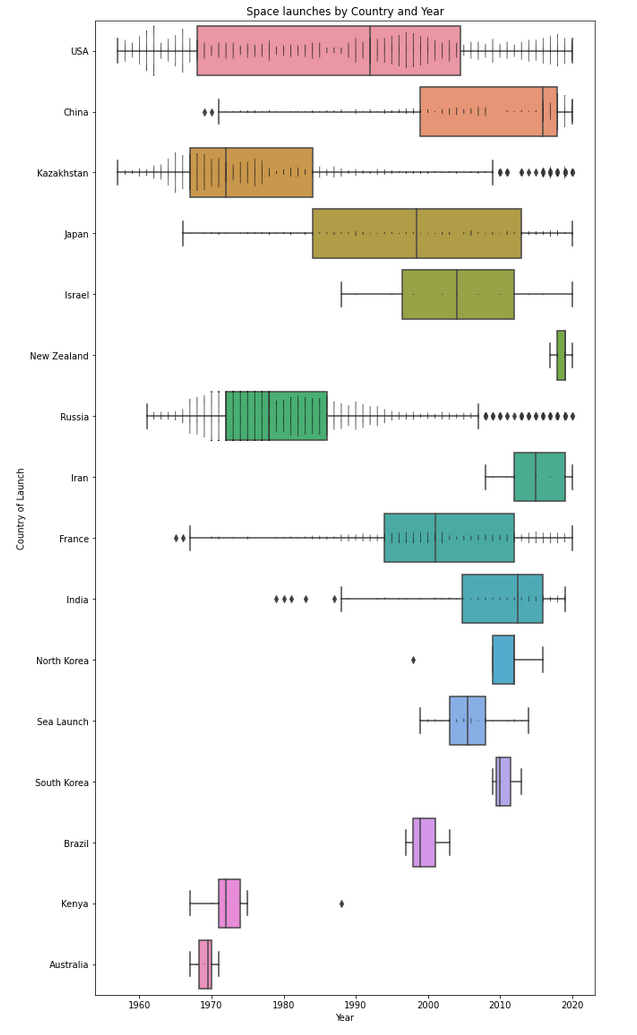 Space launches by Country and Year
USA
China
Kazakhstan
Japan
Israel
New Zealand
Russia
Iran
France
India
North Korea
Sea Launch
South Korea
Brazil
Kenya
Australia
Country of Launch
1960 1970 1980 1990 2000 2010 2020
Year